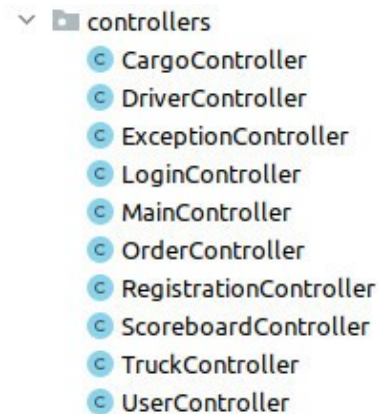 controllers
C CargoController
C DriverController
C ExceptionController
C LoginController
C MainController
C OrderController
C RegistrationController
C ScoreboardController
C TruckController
C UserController